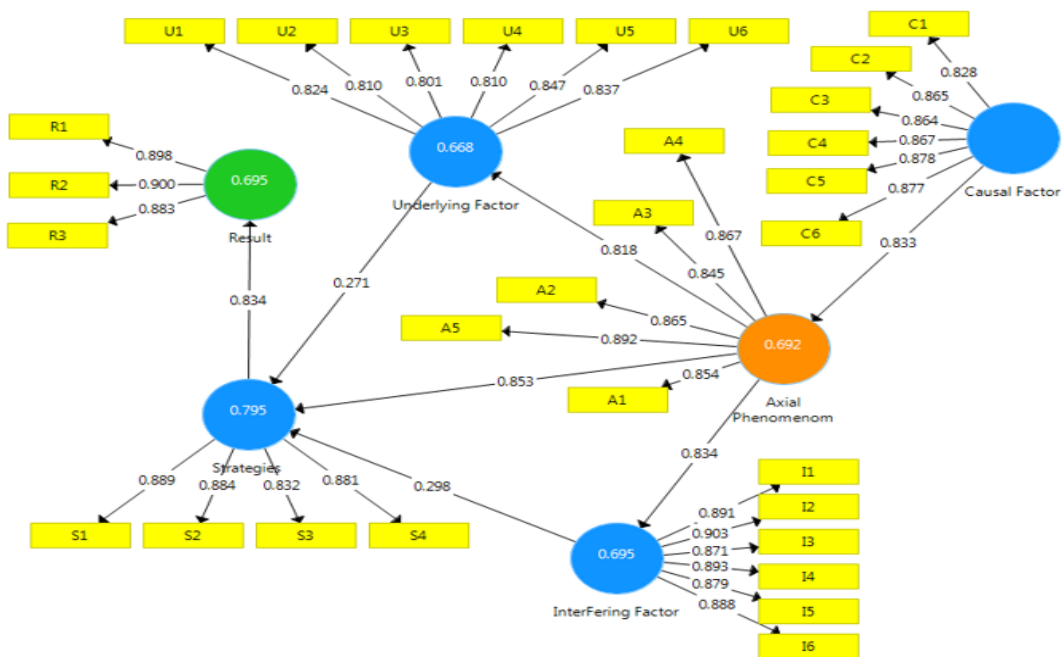 U1
U2
U3
U4
U5
U6
C1
C2
C3
C4
C5
C6
0.824
0.810
0.801
0.810
0.847
0.837
0.828
0.865
0.864
0.867
0.878
0.877
R1
R2
R3
0.898
0.900
0.883
0.695
Result
0.668
Underlying Factor
A4
A3
A2
A5
A1
0.867
0.845
0.865
0.892
0.854
Causal Factor
0.833
0.818
0.271
0.834
0.692
Axial
Phenomenom
0.853
0.795
Strategies
0.889
0.884
0.832
0.881
S1
S2
S3
S4
0.298
0.834
0.695
InterFering Factor
0.891
0.903
0.871
0.893
0.879
0.888
I1
I2
I3
I4
I5
I6